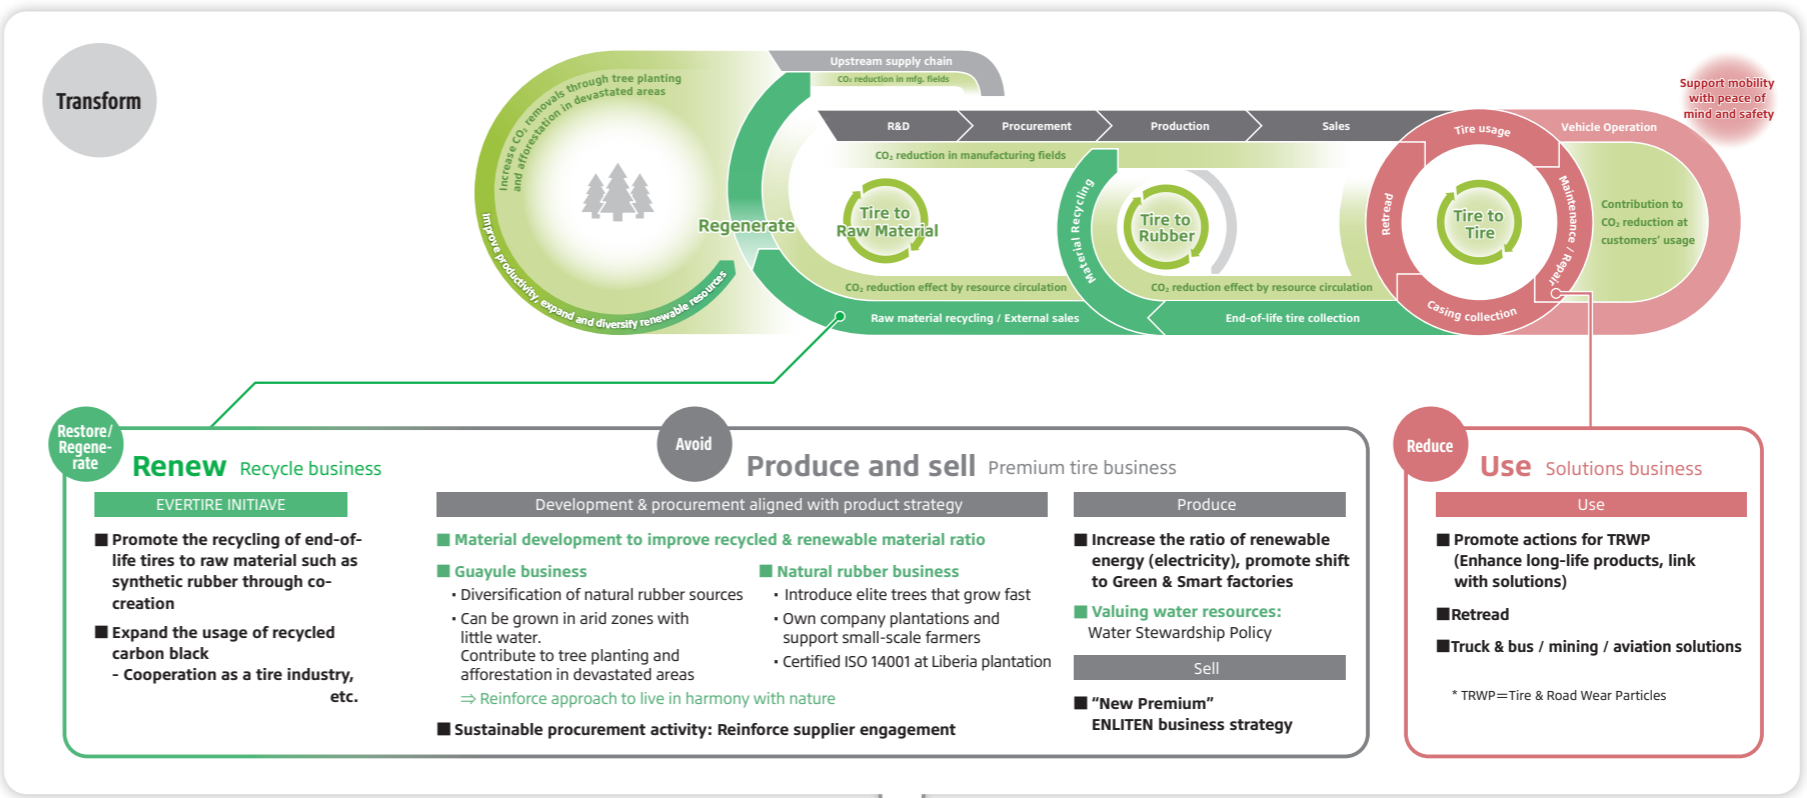 Transform
Increase CO₂ removals through tree planting
and afforestation in devastated areas
Improve productivity, expand and diversify renewable resources
Regenerate
Upstream supply chain
CO₂ reduction in mfg. fields
R&D
Procurement
Production
Sales
CO₂ reduction in manufacturing fields
Tire to
Raw Material
Material Recycling
Tire to
Rubber
CO₂ reduction effect by resource circulation
CO₂ reduction effect by resource circulation
Raw material recycling / External sales
End-of-life tire collection
Tire usage
Retread
Maintenance / Repair
Casing collection
Tire to
Tire
Vehicle Operation
Contribution to
CO₂ reduction at
customers' usage
Support mobility
with peace of
mind and safety
Restore/
Regene-
rate
Renew Recycle business
EVERTIRE INITIAVE
■ Promote the recycling of end-of-
life tires to raw material such as
synthetic rubber through co-
creation
■ Expand the usage of recycled
carbon black
- Cooperation as a tire industry,
etc.
Avoid
Produce and sell Premium tire business
Development & procurement aligned with product strategy
■ Material development to improve recycled & renewable material ratio
■ Guayule business
・Diversification of natural rubber sources
・Can be grown in arid zones with
little water.
Contribute to tree planting and
afforestation in devastated areas
⇒ Reinforce approach to live in harmony with nature
■ Natural rubber business
・Introduce elite trees that grow fast
・Own company plantations and
support small-scale farmers
・Certified ISO 14001 at Liberia plantation
■ Sustainable procurement activity: Reinforce supplier engagement
Produce
■ Increase the ratio of renewable
energy (electricity), promote shift
to Green & Smart factories
■ Valuing water resources:
Water Stewardship Policy
Sell
■ “New Premium”
ENLITEN business strategy
Reduce
Use Solutions business
Use
■ Promote actions for TRWP
(Enhance long-life products, link
with solutions)
■Retread
■Truck & bus / mining / aviation solutions
* TRWP＝Tire & Road Wear Particles